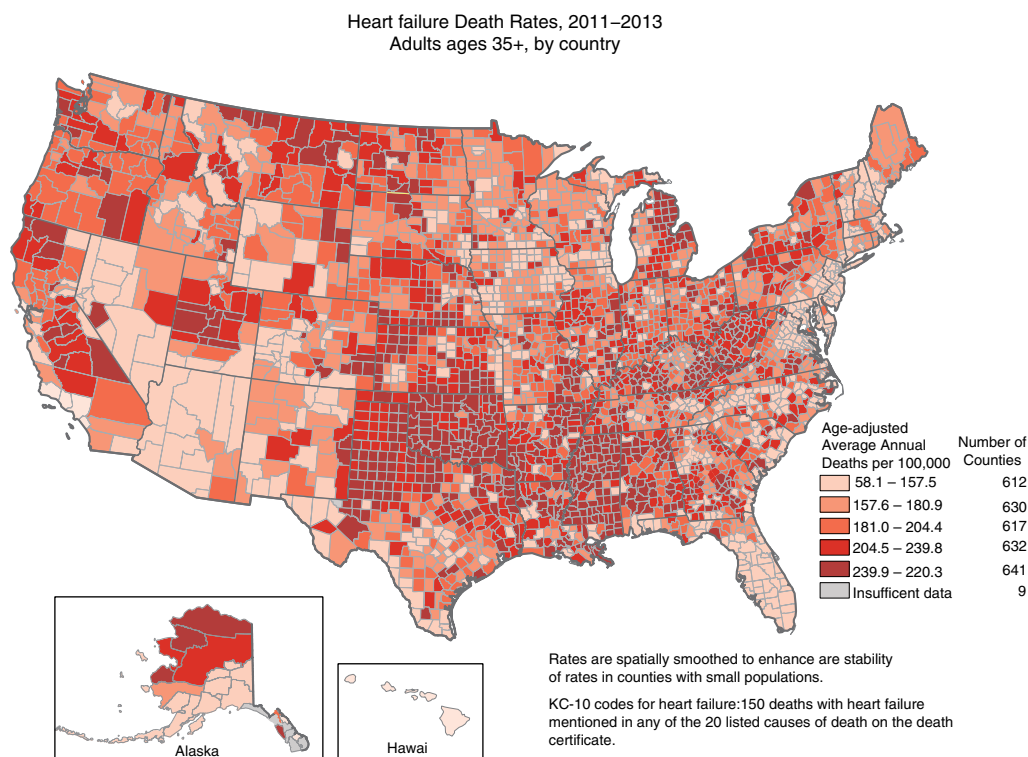 Heart failure Death Rates, 2011–2013
Adults ages 35+, by country
Age-adjusted
Average Annual
Deaths per 100,000
Number of
Counties
58.1 – 157.5 612
157.6 – 180.9 630
181.0 – 204.4 617
204.5 – 239.8 632
239.9 – 220.3 641
Insufficent data 9
Alaska
Hawai
Rates are spatially smoothed to enhance are stability
of rates in counties with small populations.
KC-10 codes for heart failure:150 deaths with heart failure
mentioned in any of the 20 listed causes of death on the death
certificate.